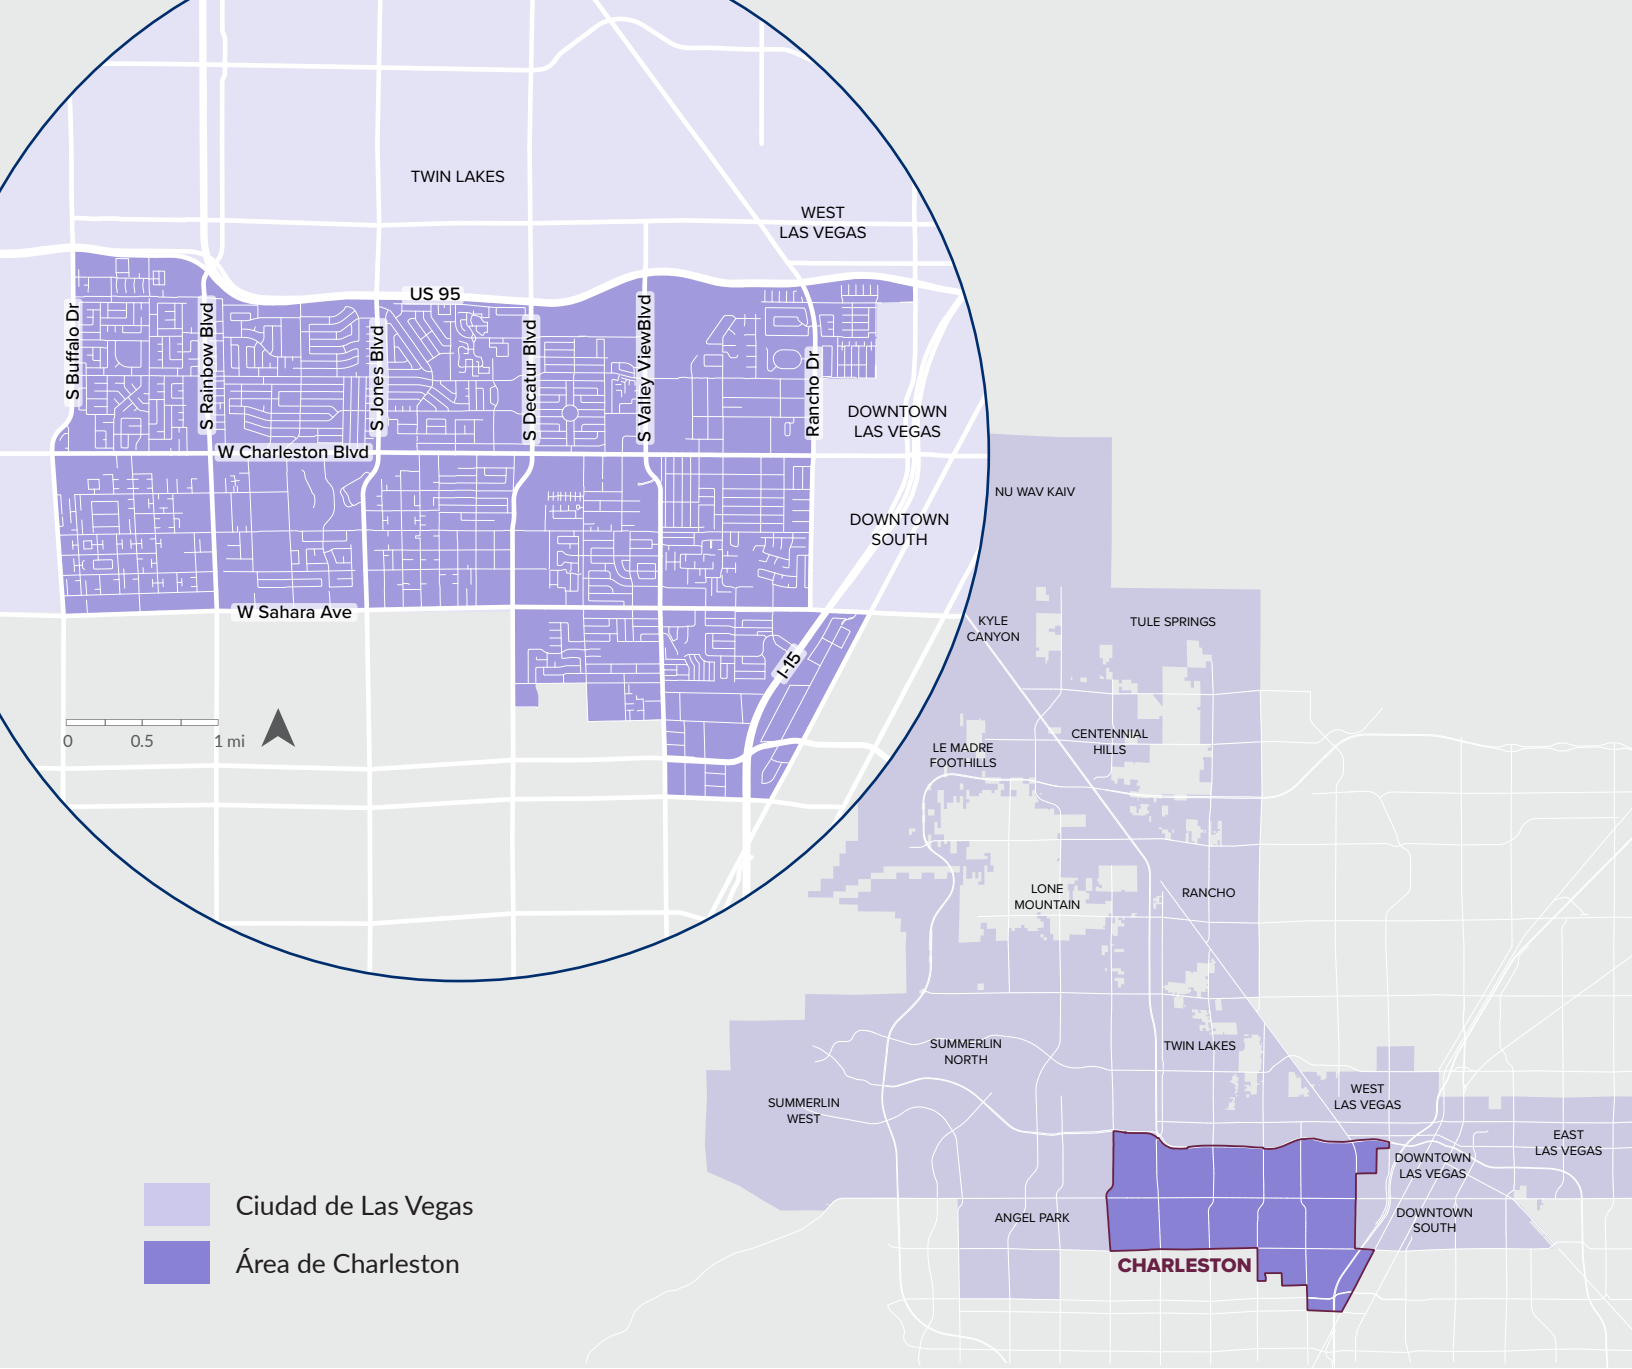 TWIN LAKES
WEST
LAS VEGAS
US 95
S Buffalo Dr
S Rainbow Blvd
S Jones Blvd
S Decatur Blvd
S Valley ViewBlvd
Rancho Dr
DOWNTOWN
LAS VEGAS
W Charleston Blvd
DOWNTOWN
SOUTH
W Sahara Ave
I-15
0 0.5 1 mi
NU WAV KAIV
KYLE
CANYON
TULE SPRINGS
CENTENNIAL
HILLS
LE MADRE
FOOTHILLS
LONE
MOUNTAIN
RANCHO
SUMMERLIN
NORTH
TWIN LAKES
SUMMERLIN
WEST
WEST
LAS VEGAS
EAST
LAS VEGAS
DOWNTOWN
LAS VEGAS
ANGEL PARK
DOWNTOWN
SOUTH
CHARLESTON
Ciudad de Las Vegas
Área de Charleston